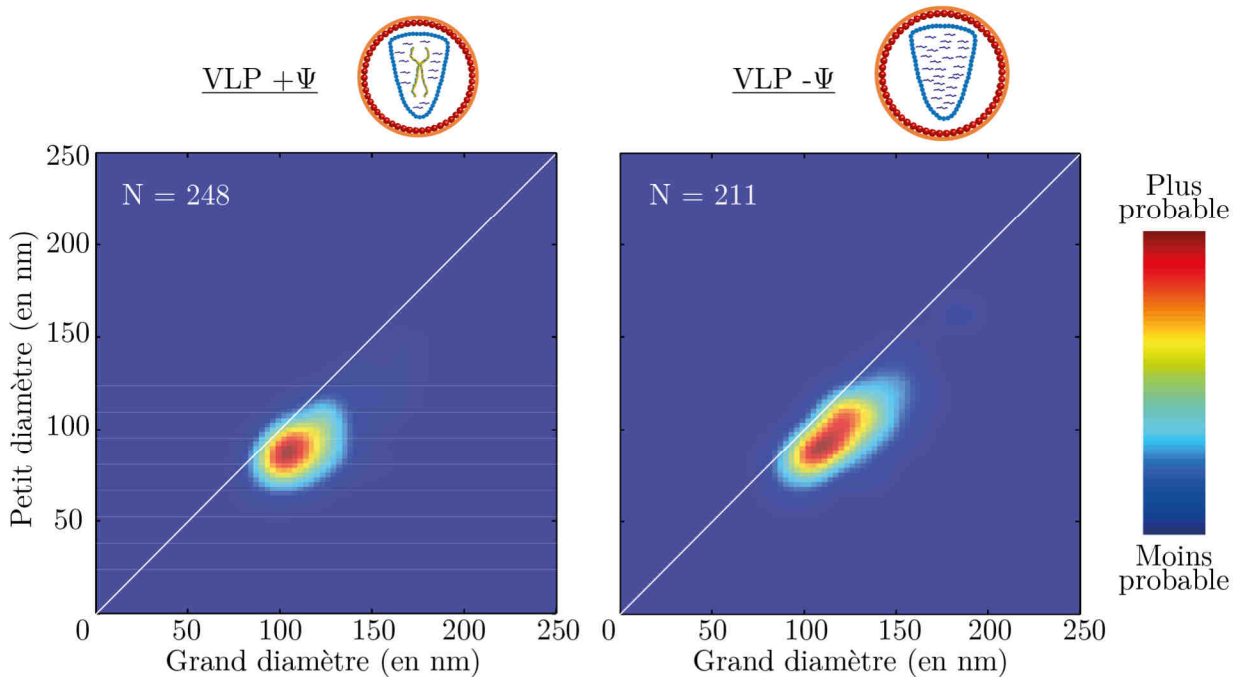 VLP +Ψ
VLP -Ψ
N = 248
N = 211
250
200
150
100
50
0
50
100
150
200
250
0
50
100
150
200
250
Petit diamètre (en nm)
Grand diamètre (en nm)
Grand diamètre (en nm)
Plus
probable
Moins
probable